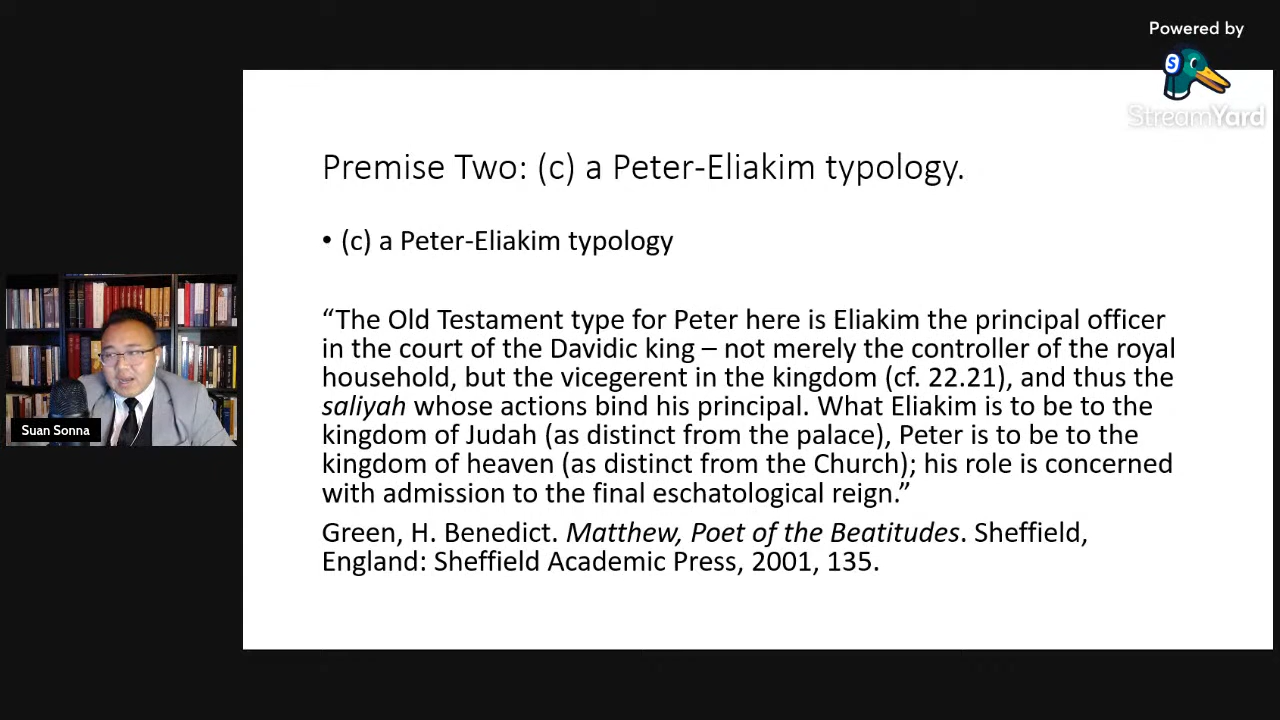 Powered by
S
StreamYard
Premise Two: (c) a Peter-Eliakim typology.
• (c) a Peter-Eliakim typology
“The Old Testament type for Peter here is Eliakim the principal officer
in the court of the Davidic king – not merely the controller of the royal
household, but the vicegerent in the kingdom (cf. 22.21), and thus the
saliyah whose actions bind his principal. What Eliakim is to be to the
kingdom of Judah (as distinct from the palace), Peter is to be to the
kingdom of heaven (as distinct from the Church); his role is concerned
with admission to the final eschatological reign.”
Green, H. Benedict. Matthew, Poet of the Beatitudes. Sheffield,
England: Sheffield Academic Press, 2001, 135.
Suan Sonna